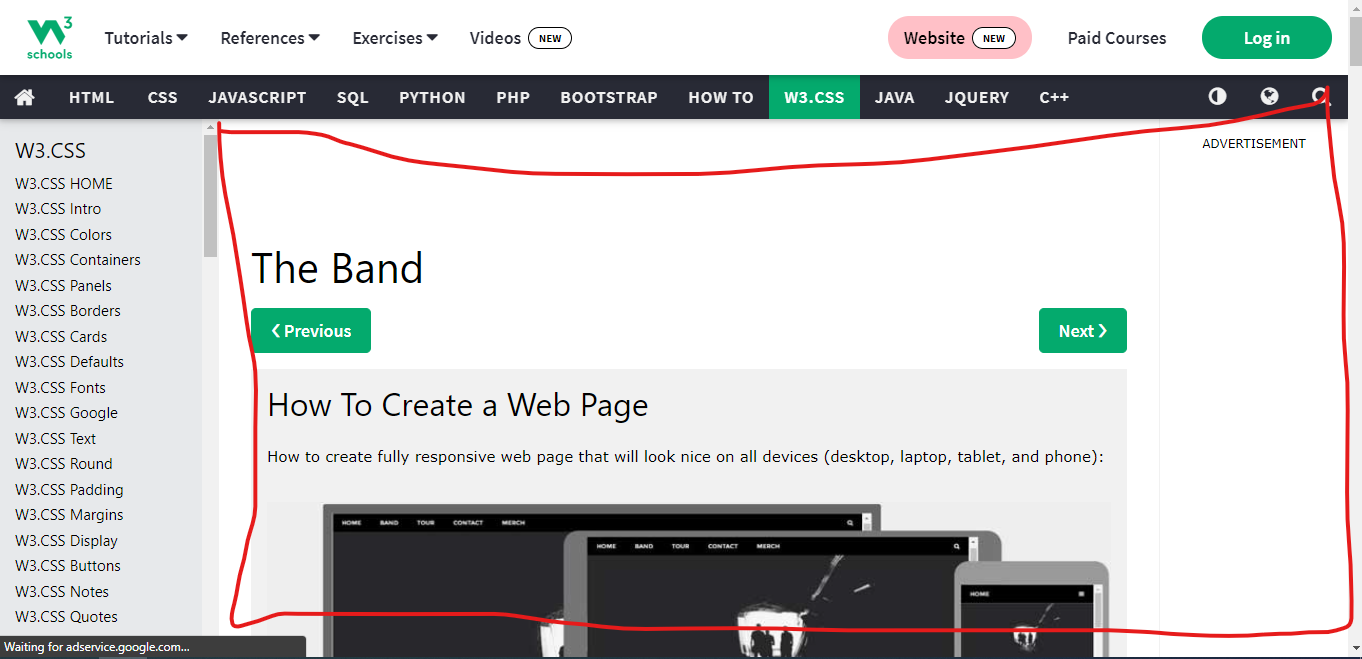 W3
schools
Tutorials
References
Exercises
Videos NEW
Website NEW
Paid Courses
Log in
HTML CSS JAVASCRIPT SQL PYTHON PHP BOOTSTRAP HOW TO W3.CSS JAVA JQUERY C++
W3.CSS
W3.CSS HOME
W3.CSS Intro
W3.CSS Colors
W3.CSS Containers
W3.CSS Panels
W3.CSS Borders
W3.CSS Cards
W3.CSS Defaults
W3.CSS Fonts
W3.CSS Google
W3.CSS Text
W3.CSS Round
W3.CSS Padding
W3.CSS Margins
W3.CSS Display
W3.CSS Buttons
W3.CSS Notes
W3.CSS Quotes
Waiting for adservice.google.com...
The Band
❮ Previous
Next ❯
How To Create a Web Page
How to create fully responsive web page that will look nice on all devices (desktop, laptop, tablet, and phone):
HOME BAND TOUR CONTACT MERCH
HOME BAND TOUR CONTACT MERCH
HOME
ADVERTISEMENT